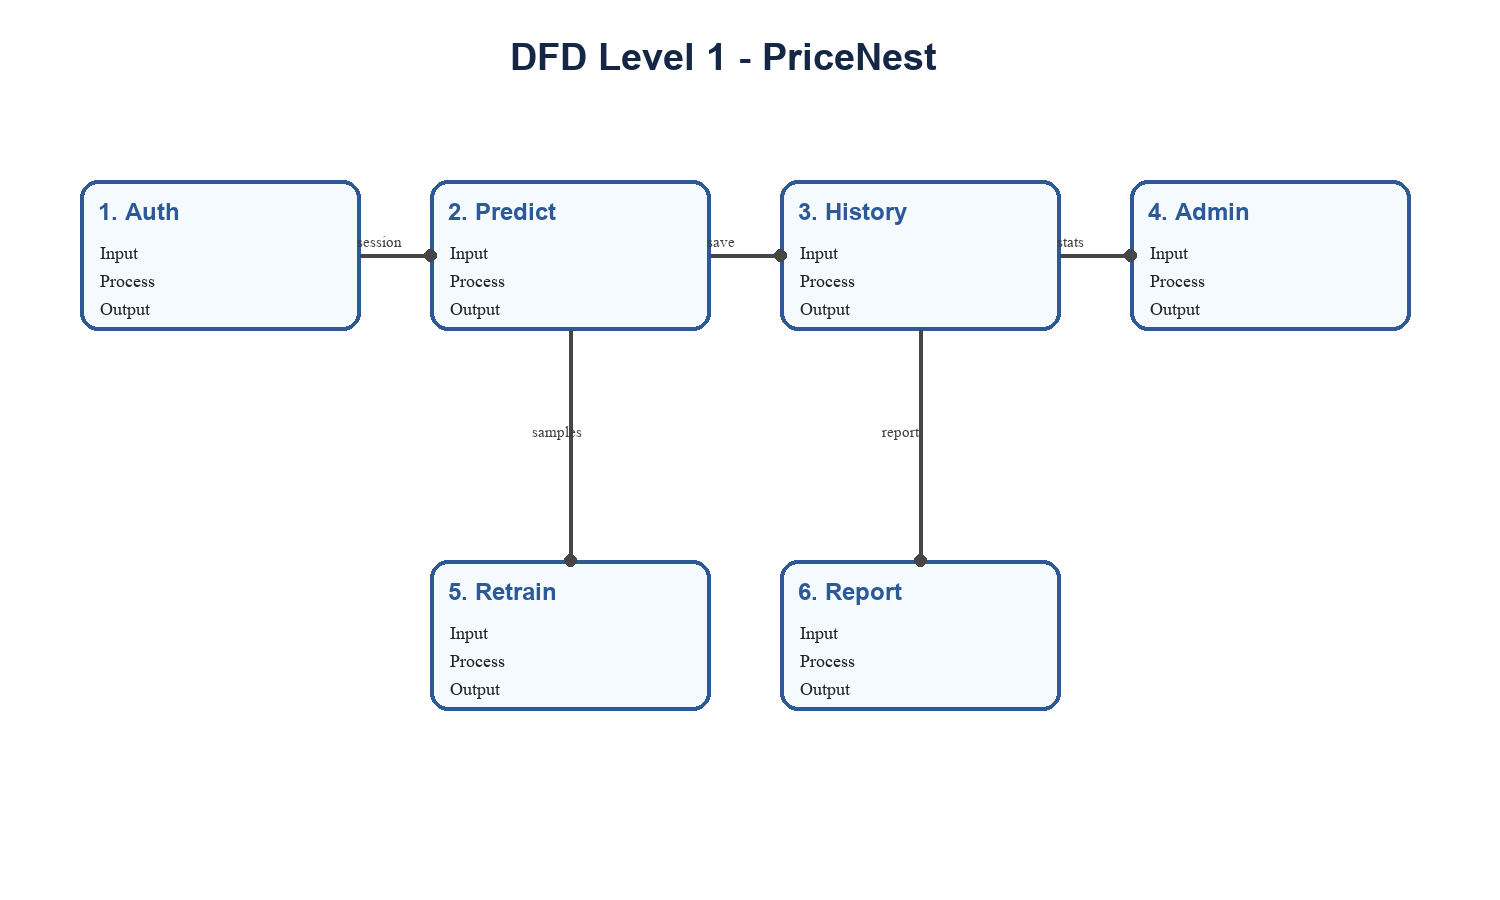 DFD Level 1 - PriceNest
1. Auth
Input
Process
Output
session
2. Predict
Input
Process
Output
save
3. History
Input
Process
Output
stats
4. Admin
Input
Process
Output
samples
report
5. Retrain
Input
Process
Output
6. Report
Input
Process
Output